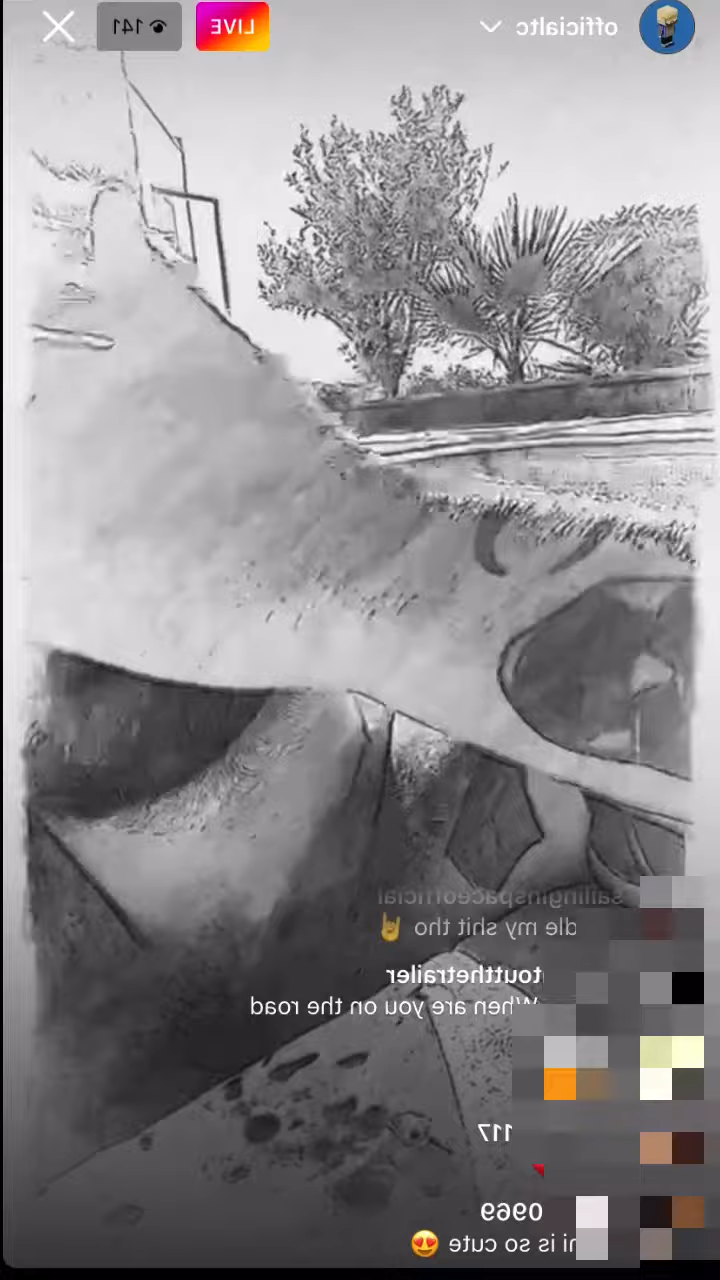 officialtc
LIVE
141
sailinginspaceofficial
dle my shit tho 🤘
toutthetrailer
When are you on the road
117
0969
is so cute 😍